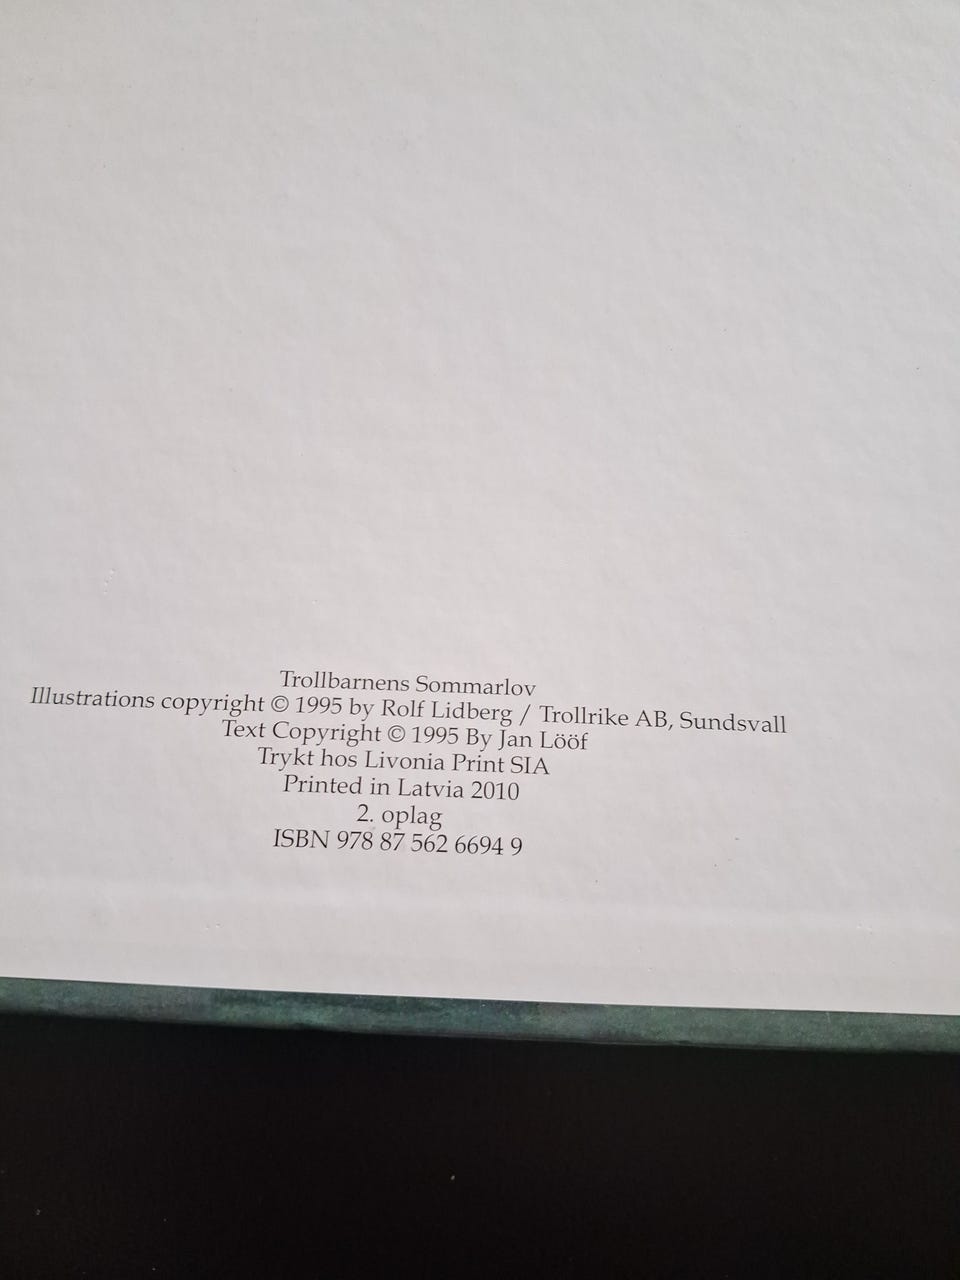 Trollbarnens Sommarlov
Illustrations copyright © 1995 by Rolf Lidberg / Trollrike AB, Sundsvall
Text Copyright © 1995 By Jan Lööf
Trykt hos Livonia Print SIA
Printed in Latvia 2010
2. oplag
ISBN 978 87 562 6694 9